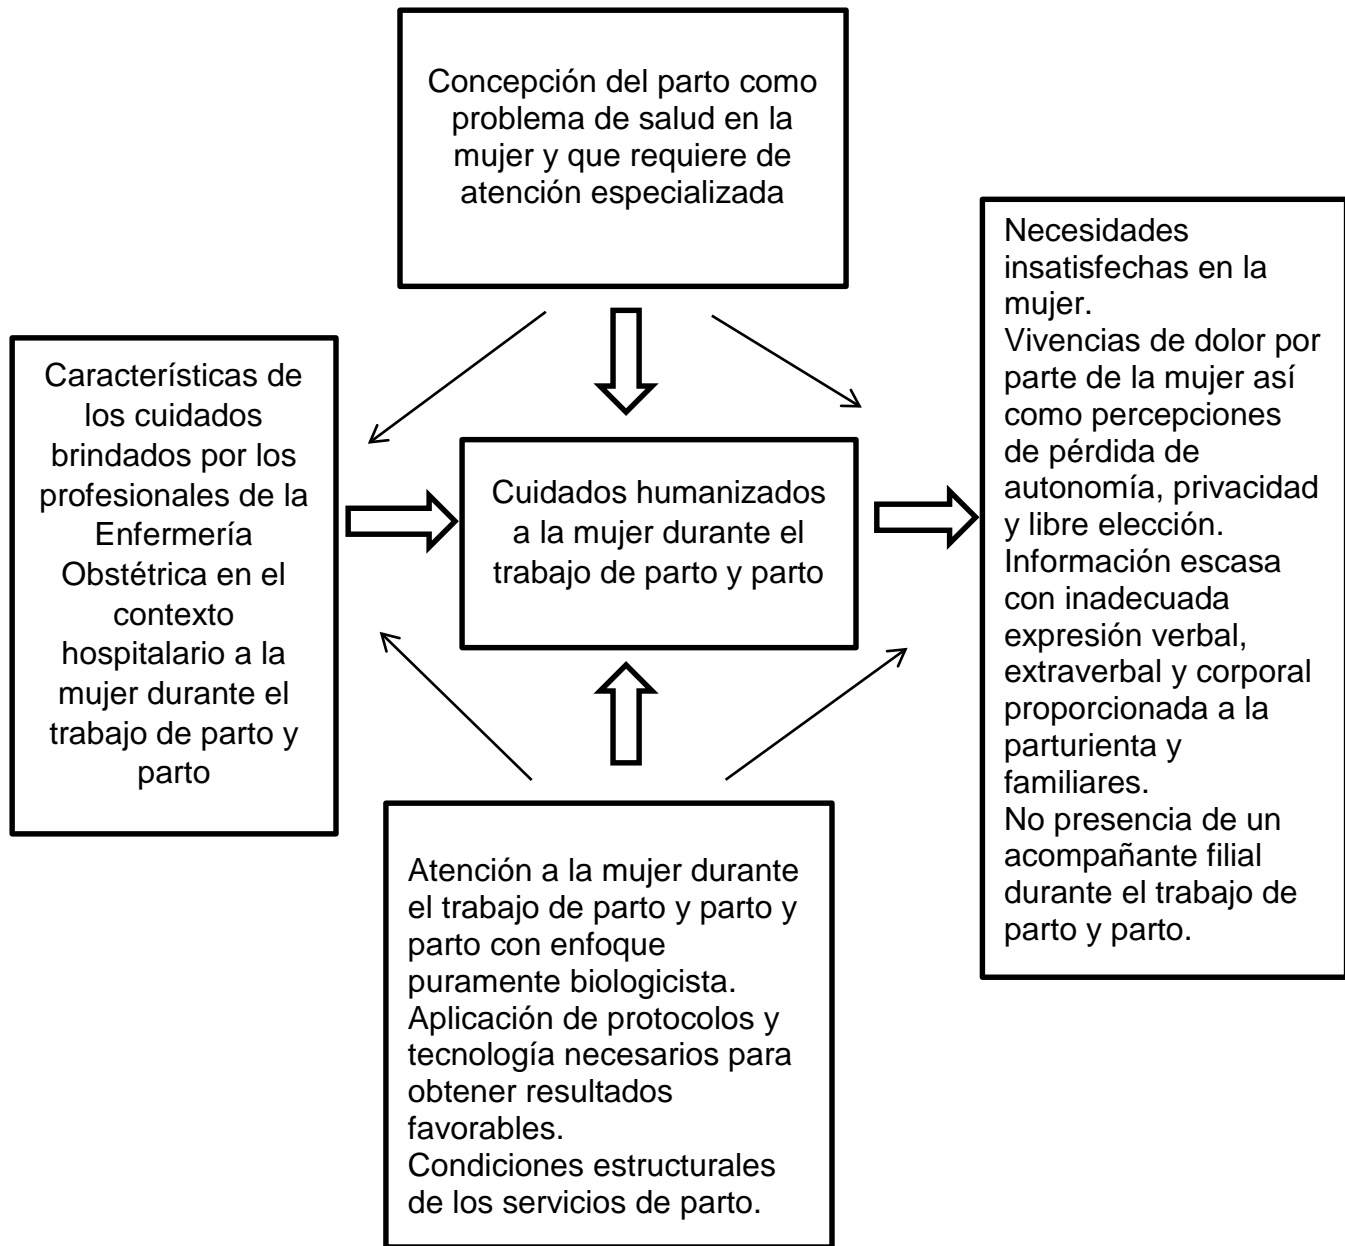 Concepción del parto como
problema de salud en la
mujer y que requiere de
atención especializada
Características de
los cuidados
brindados por los
profesionales de la
Enfermería
Obstétrica en el
contexto
hospitalario a la
mujer durante el
trabajo de parto y
parto
Cuidados humanizados
a la mujer durante el
trabajo de parto y parto
Necesidades
insatisfechas en la
mujer.
Vivencias de dolor por
parte de la mujer así
como percepciones
de pérdida de
autonomía, privacidad
y libre elección.
Información escasa
con inadecuada
expresión verbal,
extraverbal y corporal
proporcionada a la
parturienta y
familiares.
No presencia de un
acompañante filial
durante el trabajo de
parto y parto.
Atención a la mujer durante
el trabajo de parto y parto y
parto con enfoque
puramente biologicista.
Aplicación de protocolos y
tecnología necesarios para
obtener resultados
favorables.
Condiciones estructurales
de los servicios de parto.